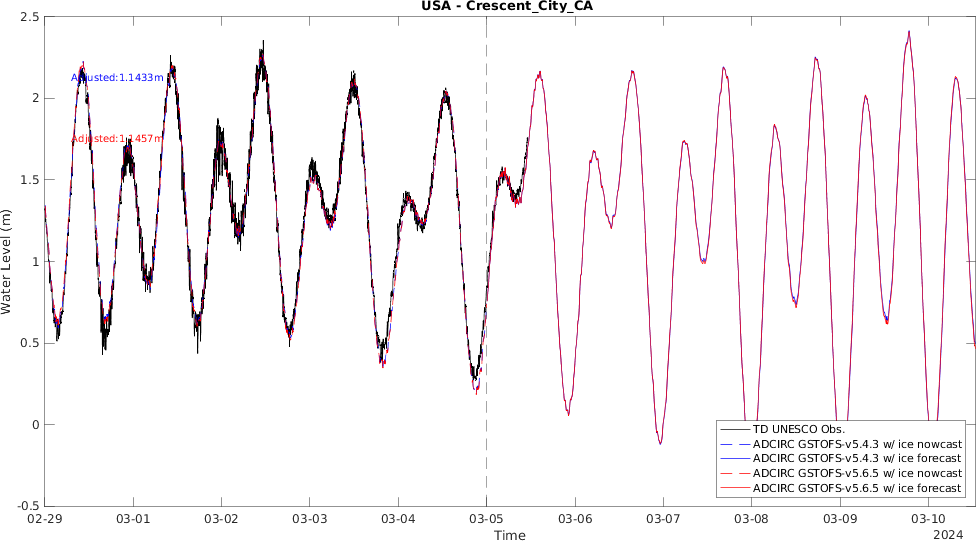 USA - Crescent_City_CA
2.5
Adjusted:1.1433m
2
Adjusted:1.1457m
1.5
Water Level (m)
1
0.5
0
-0.5
TD UNESCO Obs.
ADCIRC GSTOFS-v5.4.3 w/ ice nowcast
ADCIRC GSTOFS-v5.4.3 w/ ice forecast
ADCIRC GSTOFS-v5.6.5 w/ ice nowcast
ADCIRC GSTOFS-v5.6.5 w/ ice forecast
02-29 03-01 03-02 03-03 03-04 03-05 03-06 03-07 03-08 03-09 03-10
Time
2024